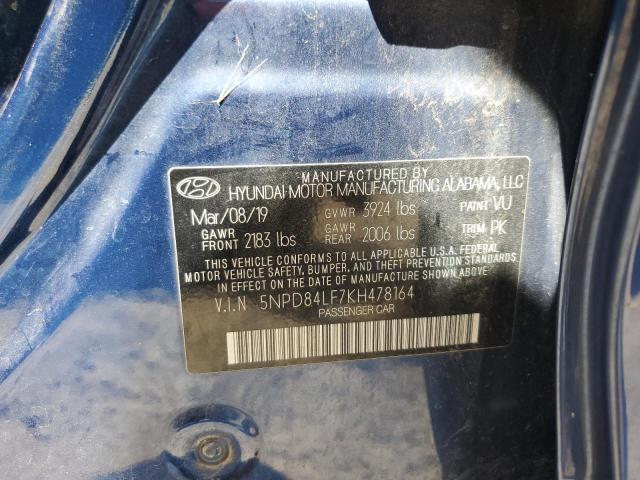 MANUFACTURED BY
HYUNDAI MOTOR MANUFACTURING ALABAMA, LLC
Mar/08/19 GVWR 3924 lbs PAINT VU
GAWR FRONT 2183 lbs GAWR REAR 2006 lbs TRIM PK
THIS VEHICLE CONFORMS TO ALL APPLICABLE U.S.A. FEDERAL
MOTOR VEHICLE SAFETY, BUMPER, AND THEFT PREVENTION STANDARDS
IN EFFECT ON THE DATE OF MANUFACTURE SHOWN ABOVE.
V.I.N 5NPD84LF7KH478164
PASSENGER CAR